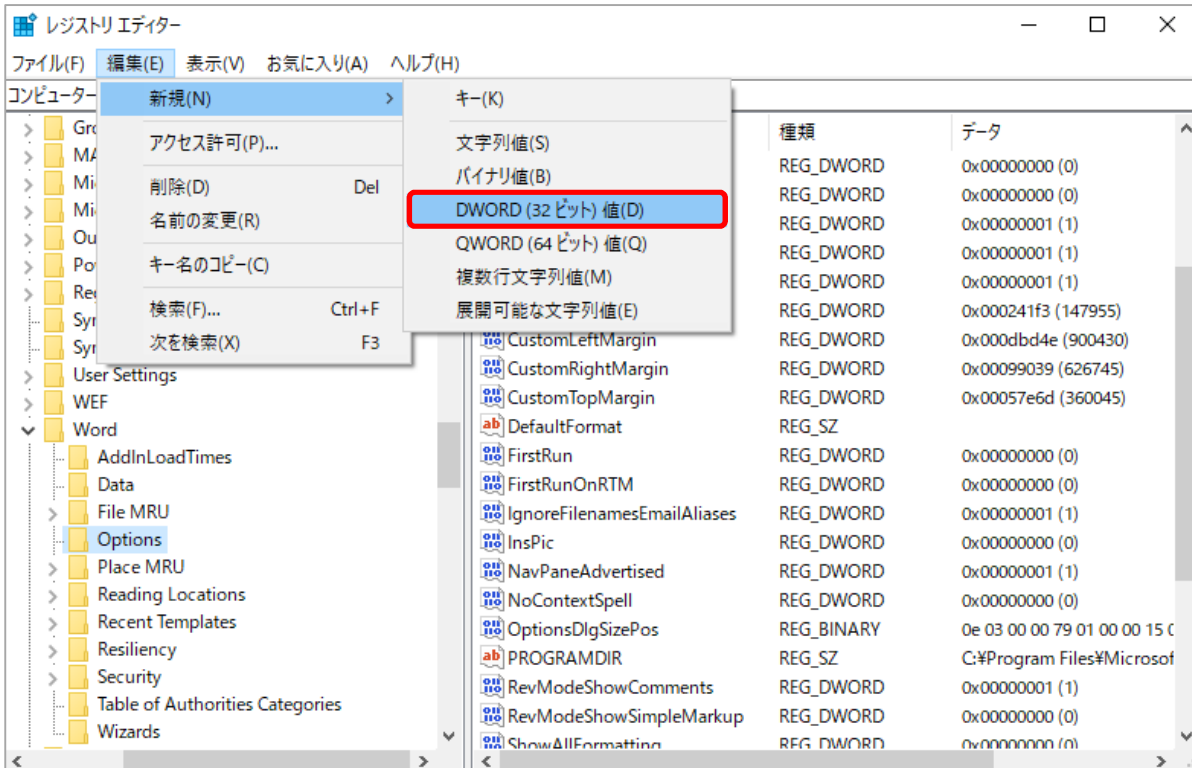 レジストリ エディター
ファイル(F) 編集(E) 表示(V) お気に入り(A) ヘルプ(H)
コンピューター
新規(N)
アクセス許可(P)...
削除(D) Del
名前の変更(R)
キー名のコピー(C)
検索(F)... Ctrl+F
次を検索(X) F3
キー(K)
文字列値(S)
バイナリ値(B)
DWORD (32 ビット) 値(D)
QWORD (64 ビット) 値(Q)
複数行文字列値(M)
展開可能な文字列値(E)
User Settings
WEF
Word
AddInLoadTimes
Data
File MRU
Options
Place MRU
Reading Locations
Recent Templates
Resiliency
Security
Table of Authorities Categories
Wizards
種類 データ
REG_DWORD 0x00000000 (0)
REG_DWORD 0x00000000 (0)
REG_DWORD 0x00000001 (1)
REG_DWORD 0x00000001 (1)
REG_DWORD 0x00000001 (1)
REG_DWORD 0x000241f3 (147955)
CustomLeftMargin REG_DWORD 0x000dbd4e (900430)
CustomRightMargin REG_DWORD 0x00099039 (626745)
CustomTopMargin REG_DWORD 0x00057e6d (360045)
DefaultFormat REG_SZ
FirstRun REG_DWORD 0x00000000 (0)
FirstRunOnRTM REG_DWORD 0x00000000 (0)
IgnoreFilenamesEmailAliases REG_DWORD 0x00000001 (1)
InsPic REG_DWORD 0x00000000 (0)
NavPaneAdvertised REG_DWORD 0x00000001 (1)
NoContextSpell REG_DWORD 0x00000000 (0)
OptionsDlgSizePos REG_BINARY 0e 03 00 00 79 01 00 00 15
PROGRAMDIR REG_SZ C:¥Program Files¥Microsof
RevModeShowComments REG_DWORD 0x00000001 (1)
RevModeShowSimpleMarkup REG_DWORD 0x00000000 (0)
ShowAllFormatting REG_DWORD 0x00000000 (0)